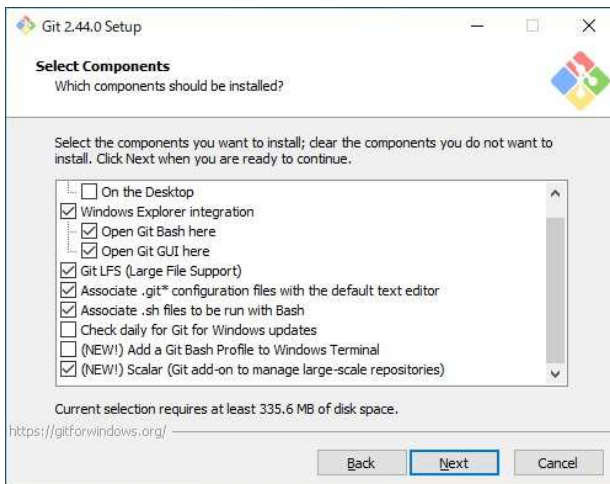 Git 2.44.0 Setup
Select Components
Which components should be installed?
Select the components you want to install; clear the components you do not want to
install. Click Next when you are ready to continue.
On the Desktop
Windows Explorer integration
Open Git Bash here
Open Git GUI here
Git LFS (Large File Support)
Associate .git* configuration files with the default text editor
Associate .sh files to be run with Bash
Check daily for Git for Windows updates
(NEW!) Add a Git Bash Profile to Windows Terminal
(NEW!) Scalar (Git add-on to manage large-scale repositories)
Current selection requires at least 335.6 MB of disk space.
https://gitforwindows.org/
Back Next Cancel